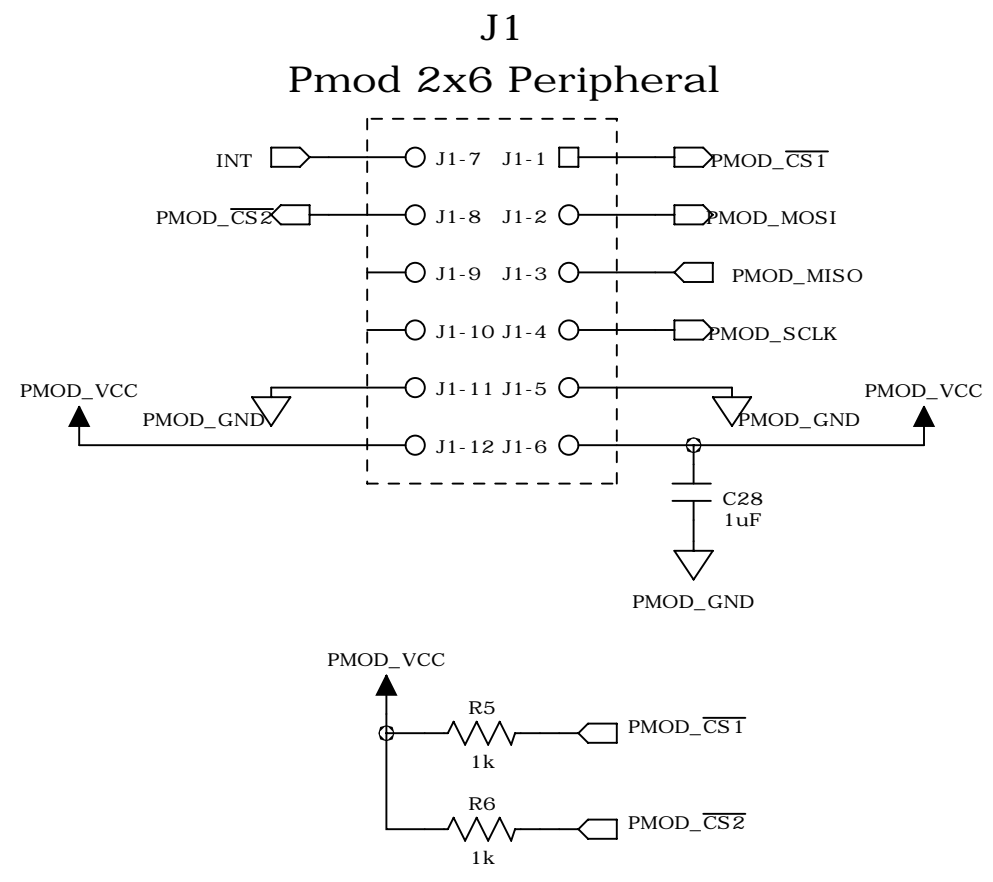 J1
Pmod 2x6 Peripheral
INT J1-7 J1-1 PMOD_CS1
PMOD_CS2 J1-8 J1-2 PMOD_MOSI
J1-9 J1-3 PMOD_MISO
J1-10 J1-4 PMOD_SCLK
PMOD_VCC J1-11 J1-5 PMOD_VCC
PMOD_GND PMOD_GND
J1-12 J1-6
C28
1uF
PMOD_GND
PMOD_VCC
R5
PMOD_CS1
1k
R6
PMOD_CS2
1k